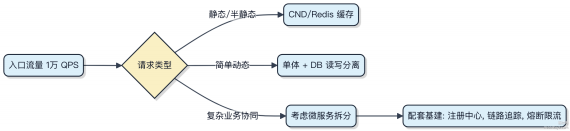 入口流量 1万 QPS
请求类型
静态/半静态
CND/Redis 缓存
简单动态
单体 + DB 读写分离
复杂业务协同
考虑微服务拆分
配套基建: 注册中心, 链路追踪, 熔断限流